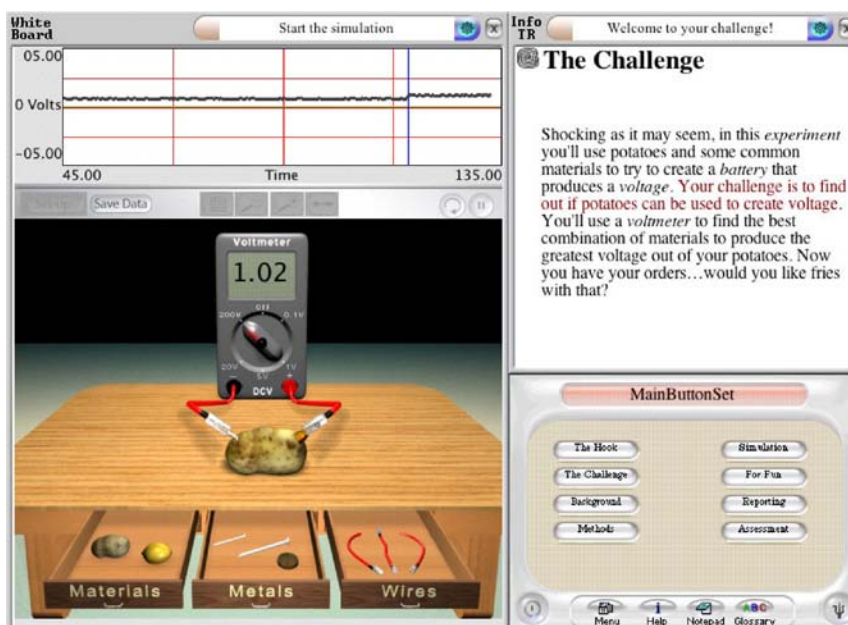 White
Board
Start the simulation
05.00
0 Volts
-05.00
45.00
Time
135.00
Save Data
Voltmeter
1.02
Off
200V
0.1V
20V
1V
5V
DCV
Materials
Metals
Wires
Info
TR
Welcome to your challenge!
The Challenge
Shocking as it may seem, in this experiment
you'll use potatoes and some common
materials to try to create a battery that
produces a voltage. Your challenge is to find
out if potatoes can be used to create voltage.
You'll use a voltmeter to find the best
combination of materials to produce the
greatest voltage out of your potatoes. Now
you have your orders…would you like fries
with that?
MainButtonSet
The Hook
Simulation
The Challenge
For Fun
Background
Reporting
Methods
Assessment
ABC
Menu
Help
Notepad
Glossary